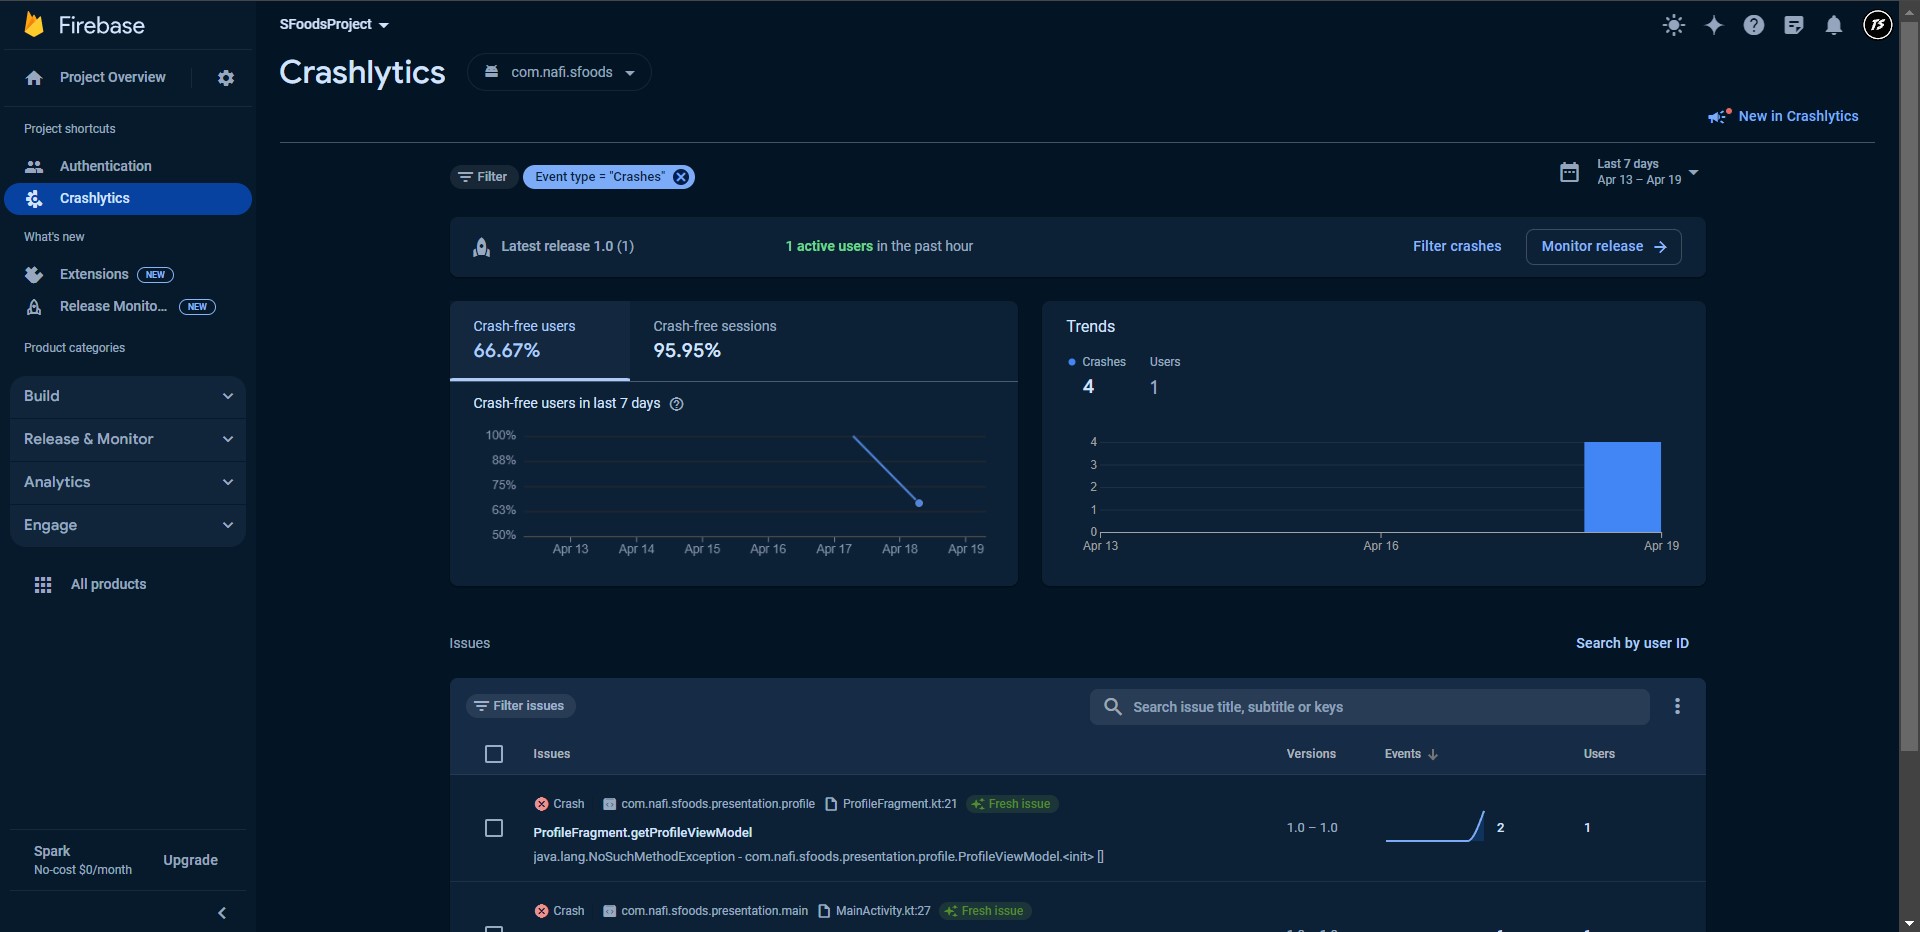 Firebase
SFoodsProject
Project Overview
Crashlytics
com.nafi.sfoods
New in Crashlytics
Project shortcuts
Authentication
Crashlytics
What's new
Extensions NEW
Release Monito... NEW
Product categories
Build
Release & Monitor
Analytics
Engage
All products
Spark
No-cost $0/month
Upgrade
Filter
Event type = "Crashes"
Last 7 days
Apr 13 – Apr 19
Latest release 1.0 (1)
1 active users in the past hour
Filter crashes
Monitor release
Crash-free users
66.67%
Crash-free sessions
95.95%
Crash-free users in last 7 days
100%
88%
75%
63%
50%
Apr 13 Apr 14 Apr 15 Apr 16 Apr 17 Apr 18 Apr 19
Trends
Crashes Users
4 1
4
3
2
1
0
Apr 13 Apr 16 Apr 19
Issues
Search by user ID
Filter issues
Search issue title, subtitle or keys
Issues Versions Events Users
Crash com.nafi.sfoods.presentation.profile ProfileFragment.kt:21 Fresh issue
ProfileFragment.getProfileViewModel
java.lang.NoSuchMethodException - com.nafi.sfoods.presentation.profile.ProfileViewModel.<init> []
1.0 – 1.0 2 1
Crash com.nafi.sfoods.presentation.main MainActivity.kt:27 Fresh issue